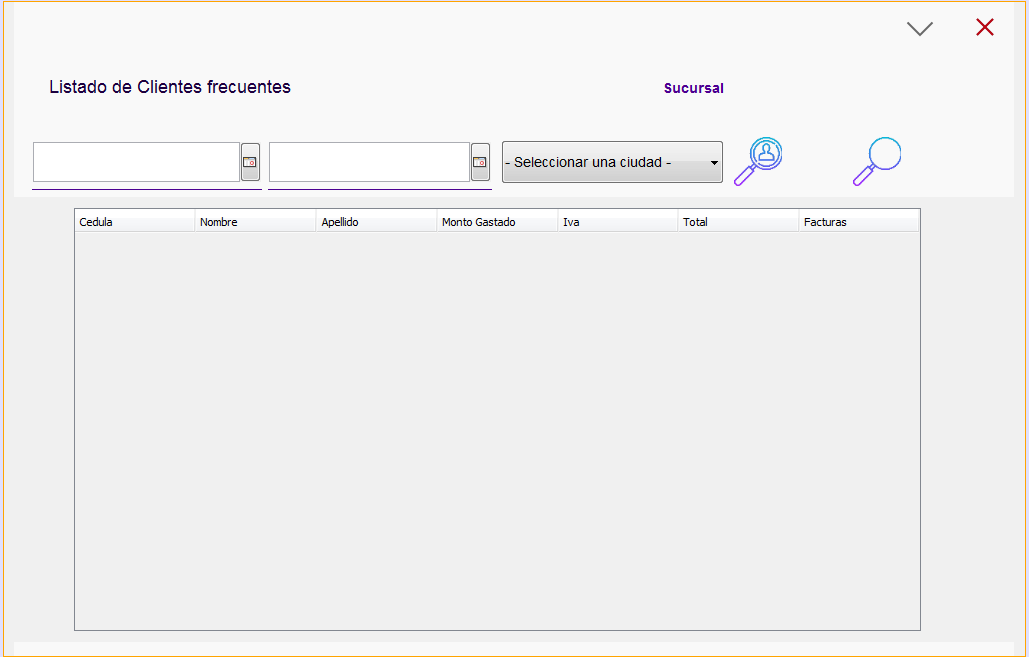 Listado de Clientes frecuentes
Sucursal
- Seleccionar una ciudad -
Cedula Nombre Apellido Monto Gastado Iva Total Facturas